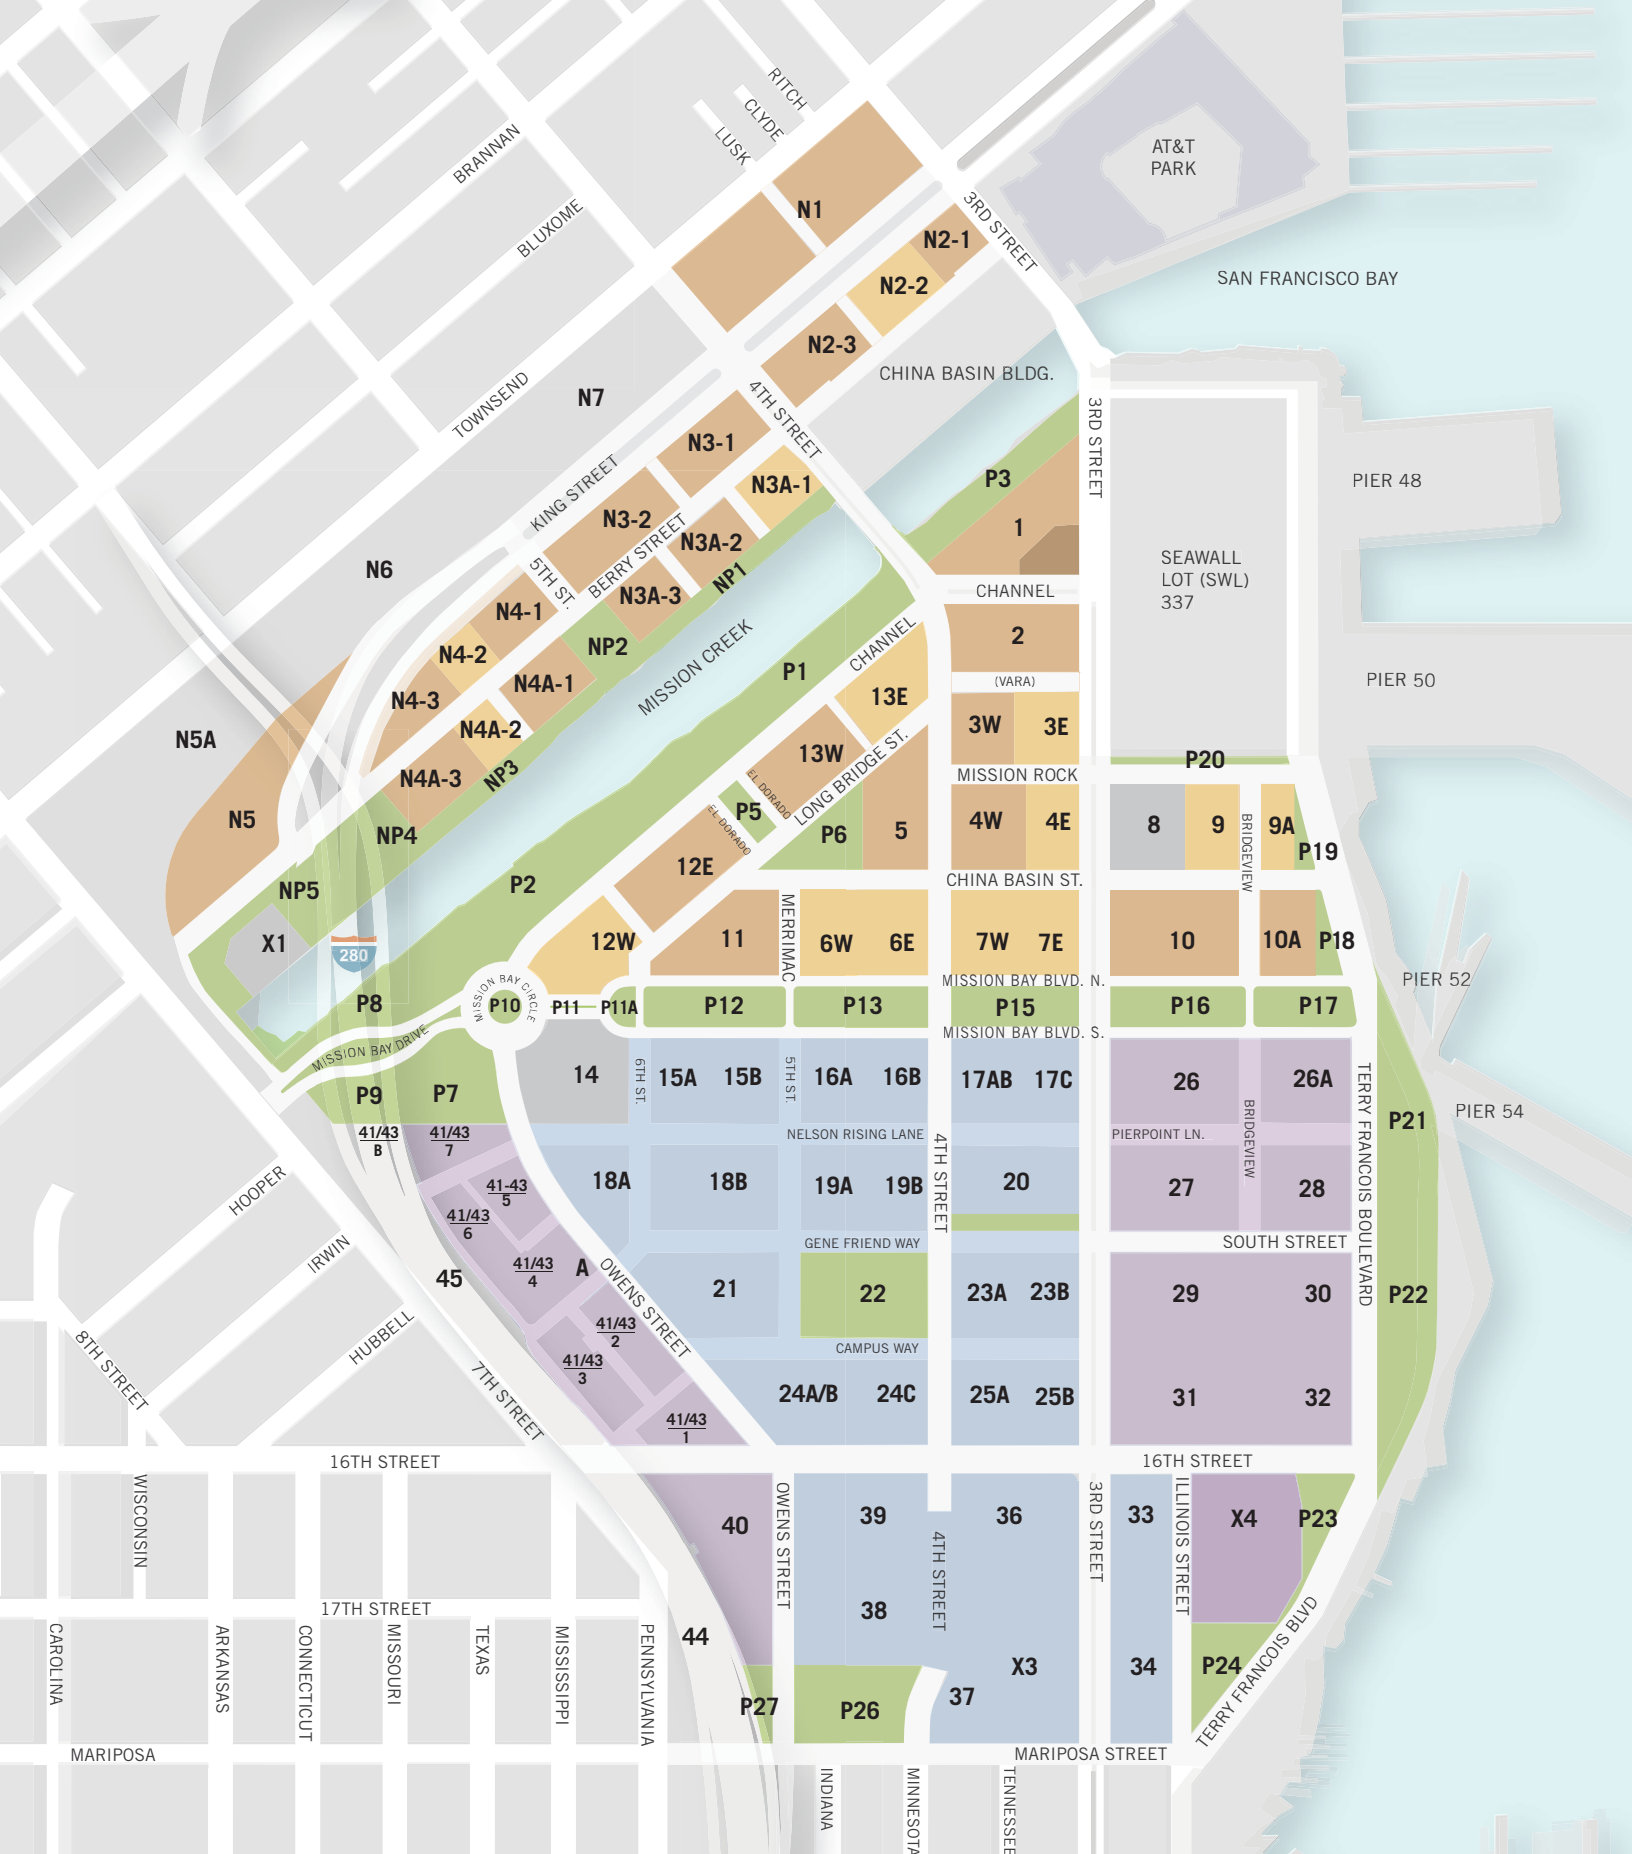 RITCH
CLYDE
LUSK
BRANNAN
BLUXOME
AT&T
PARK
3RD STREET
N1
N2-1
N2-2
SAN FRANCISCO BAY
N2-3
CHINA BASIN BLDG.
TOWNSEND
N7
4TH STREET
3RD STREET
N3-1
KING STREET
N3A-1
P3
PIER 48
N3-2
BERRY STREET
N3A-2
1
N6
5TH ST.
NP1
SEAWALL
LOT (SWL)
337
N3A-3
CHANNEL
N4-1
NP2
MISSION CREEK
CHANNEL
2
N4-2
P1
(VARA)
PIER 50
N4A-1
N4-3
13E
3W
3E
N4A-2
N5A
13W
LONG BRIDGE ST.
P20
N4A-3
NP3
EL DORADO
MISSION ROCK
P5
EL DORADO
N5
NP4
P6
5
4W
4E
8
9
BRIDGEVIEW
9A
P19
12E
P2
CHINA BASIN ST.
NP5
X1
280
12W
11
MERRIMAC
6W
6E
7W
7E
10
10A
P18
MISSION BAY BLVD. N.
PIER 52
MISSION BAY CIRCLE
P8
P10
P11
P11A
P12
P13
P15
P16
P17
MISSION BAY DRIVE
MISSION BAY BLVD. S.
14
6TH ST.
15A
15B
5TH ST.
16A
16B
17AB
17C
26
26A
TERRY FRANCOIS BOULEVARD
P9
P7
PIER 54
P21
41/43
B
41/43
7
NELSON RISING LANE
4TH STREET
PIERPOINT LN.
BRIDGEVIEW
41-43
5
18A
18B
19A
19B
20
27
28
HOOPER
41/43
6
GENE FRIEND WAY
SOUTH STREET
IRWIN
45
41/43
4
A
OWENS STREET
21
22
23A
23B
29
30
P22
HUBBELL
8TH STREET
41/43
2
41/43
3
CAMPUS WAY
7TH STREET
24A/B
24C
25A
25B
31
32
41/43
1
16TH STREET
16TH STREET
WISCONSIN
OWENS STREET
40
39
36
3RD STREET
33
ILLINOIS STREET
X4
P23
4TH STREET
17TH STREET
38
CAROLINA
ARKANSAS
CONNECTICUT
MISSOURI
TEXAS
MISSISSIPPI
PENNSYLVANIA
44
X3
34
P24
TERRY FRANCOIS BLVD
37
P27
P26
MARIPOSA
MARIPOSA STREET
INDIANA
MINNESOTA
TENNESSEE